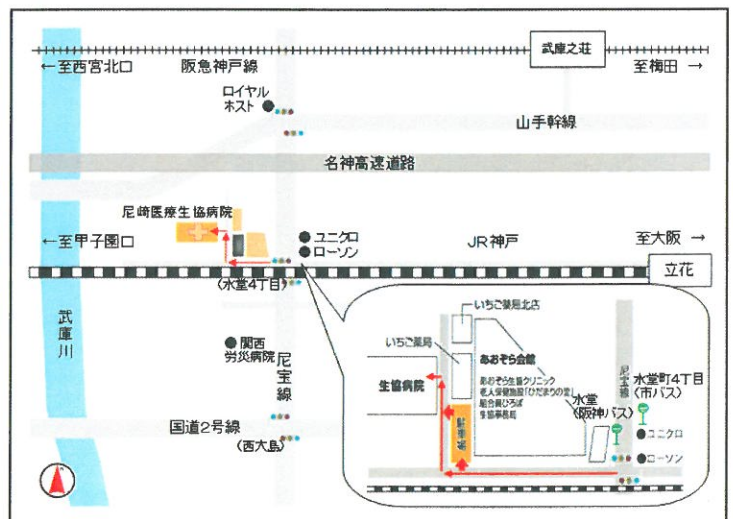 武庫之荘
←至西宮北口
阪急神戸線
至梅田 →
ロイヤル
ホスト
山手幹線
名神高速道路
尼崎医療生協病院
←至甲子園口
ユニクロ
ローソン
JR神戸
至大阪 →
立花
(水堂4丁目)
武庫川
関西
労災病院
尼宝線
国道2号線
(西大島)
いちご薬局北店
いちご薬局
あおぞら会館
生協病院
あおぞら生協クリニック
老人保健施設「ひだまりの里」
組合員ひろば
生協事務局
駐車場
尼宝線
水堂
(阪神バス)
水堂町4丁目
(市バス)
ユニクロ
ローソン